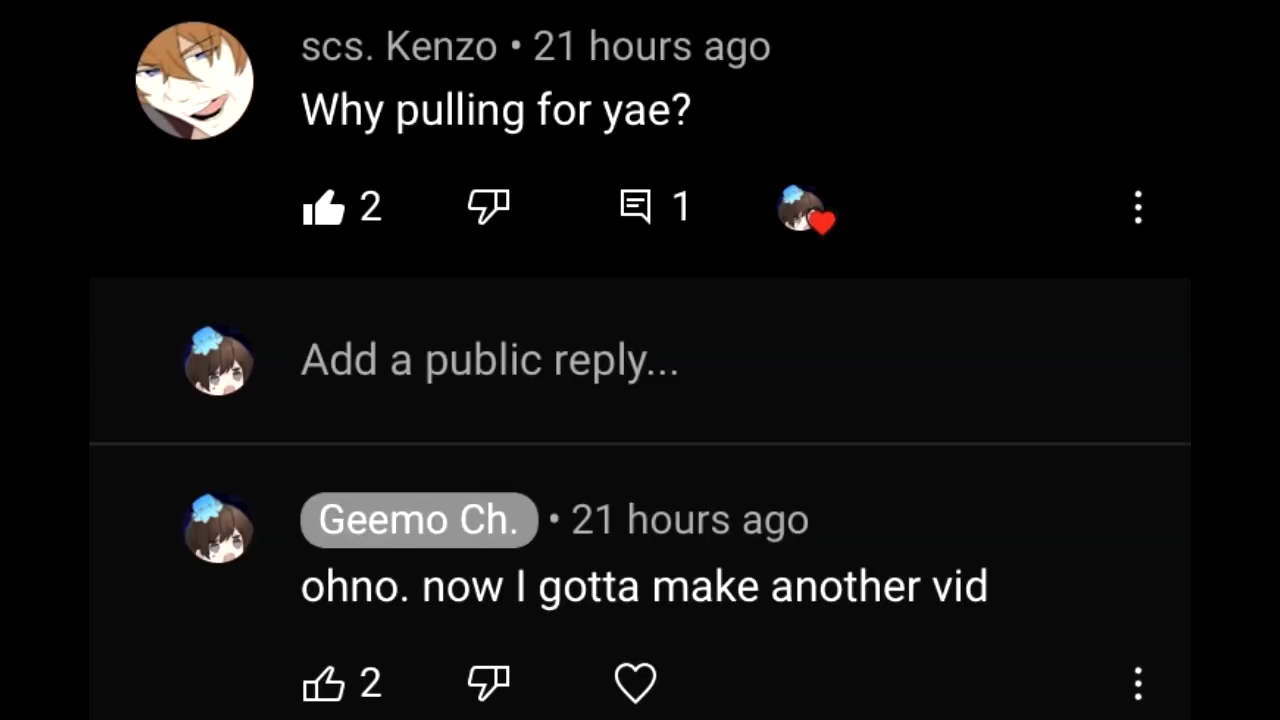 scs. Kenzo • 21 hours ago
Why pulling for yae?
2 1
Add a public reply...
Geemo Ch. • 21 hours ago
ohno. now I gotta make another vid
2